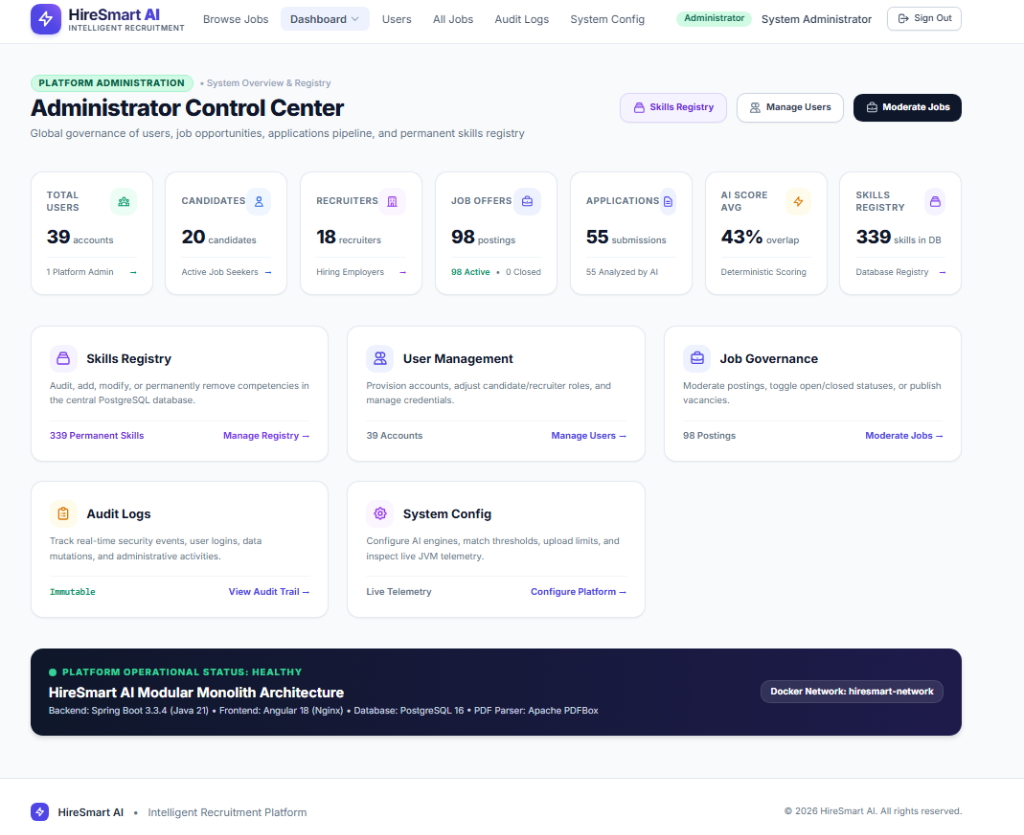 HireSmart AI
INTELLIGENT RECRUITMENT
Browse Jobs
Dashboard
Users
All Jobs
Audit Logs
System Config
Administrator
System Administrator
Sign Out
PLATFORM ADMINISTRATION • System Overview & Registry
Administrator Control Center
Global governance of users, job opportunities, applications pipeline, and permanent skills registry
Skills Registry
Manage Users
Moderate Jobs
TOTAL
USERS
39 accounts
1 Platform Admin →
CANDIDATES
20 candidates
Active Job Seekers →
RECRUITERS
18 recruiters
Hiring Employers →
JOB OFFERS
98 postings
98 Active • 0 Closed
APPLICATIONS
55 submissions
55 Analyzed by AI
AI SCORE
AVG
43% overlap
Deterministic Scoring
SKILLS
REGISTRY
339 skills in DB
Database Registry →
Skills Registry
Audit, add, modify, or permanently remove competencies in
the central PostgreSQL database.
339 Permanent Skills
Manage Registry →
User Management
Provision accounts, adjust candidate/recruiter roles, and
manage credentials.
39 Accounts
Manage Users →
Job Governance
Moderate postings, toggle open/closed statuses, or publish
vacancies.
98 Postings
Moderate Jobs →
Audit Logs
Track real-time security events, user logins, data
mutations, and administrative activities.
Immutable
View Audit Trail →
System Config
Configure AI engines, match thresholds, upload limits, and
inspect live JVM telemetry.
Live Telemetry
Configure Platform →
PLATFORM OPERATIONAL STATUS: HEALTHY
HireSmart AI Modular Monolith Architecture
Backend: Spring Boot 3.3.4 (Java 21) • Frontend: Angular 18 (Nginx) • Database: PostgreSQL 16 • PDF Parser: Apache PDFBox
Docker Network: hiresmart-network
HireSmart AI • Intelligent Recruitment Platform
© 2026 HireSmart AI. All rights reserved.